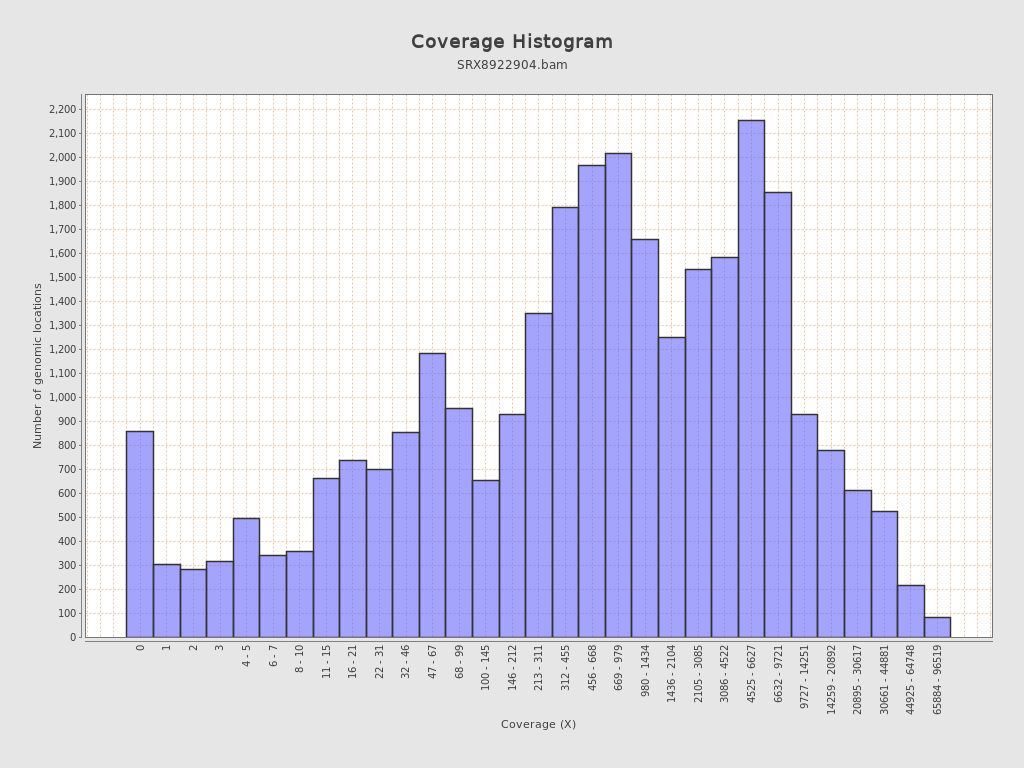 Coverage Histogram
SRX8922904.bam
Number of genomic locations
2,200
2,100
2,000
1,900
1,800
1,700
1,600
1,500
1,400
1,300
1,200
1,100
1,000
900
800
700
600
500
400
300
200
100
0
0
1
2
3
4 - 5
6 - 7
8 - 10
11 - 15
16 - 21
22 - 31
32 - 46
47 - 67
68 - 99
100 - 145
146 - 212
213 - 311
312 - 455
456 - 668
669 - 979
980 - 1434
1436 - 2104
2105 - 3085
3086 - 4522
4525 - 6627
6632 - 9721
9727 - 14251
14259 - 20892
20895 - 30617
30661 - 44881
44925 - 64748
65884 - 96519
Coverage (X)